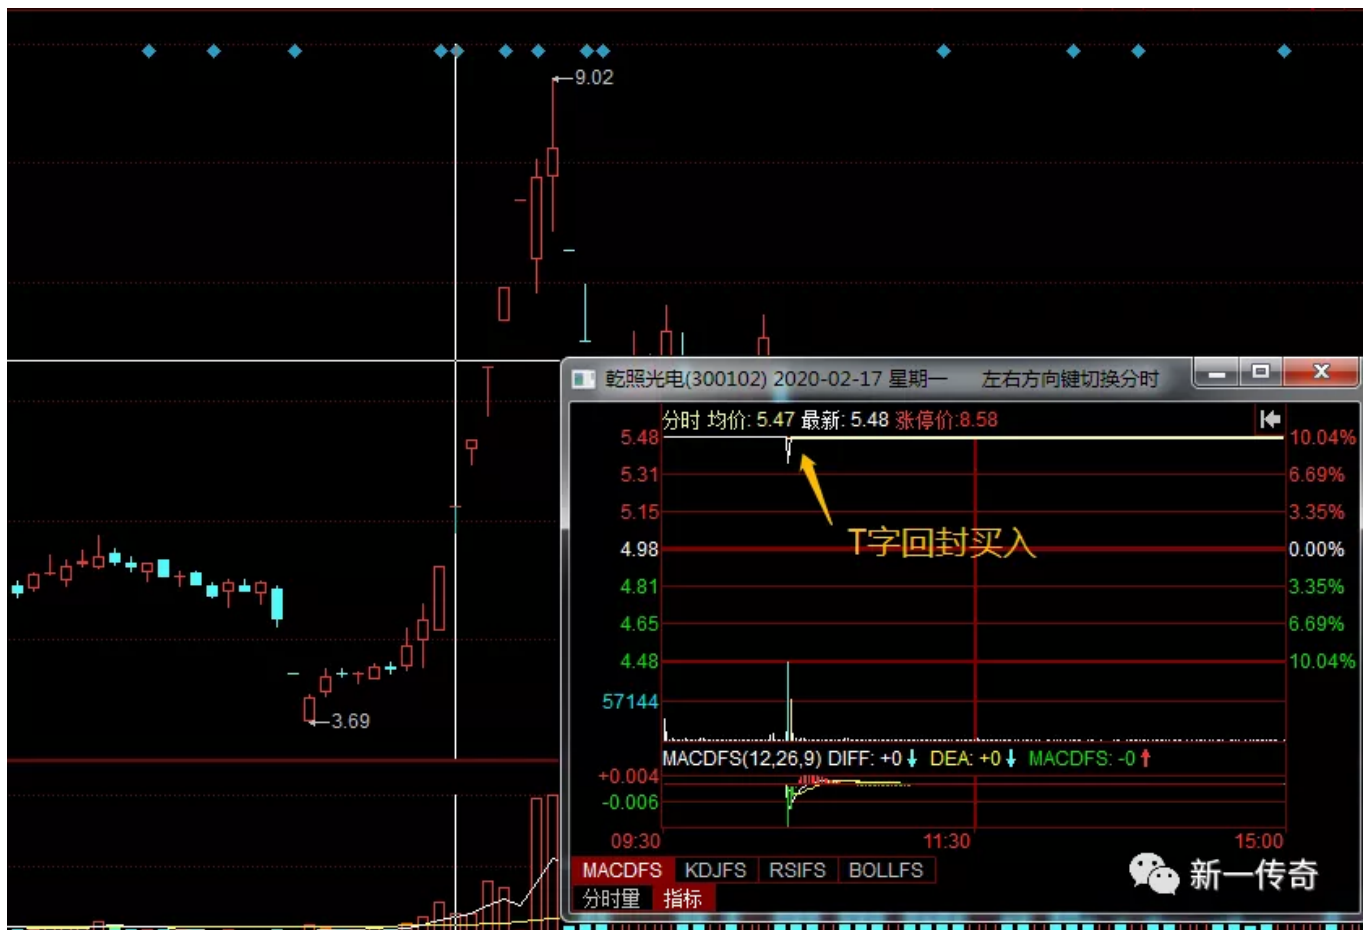 9.02
3.69
乾照光电(300102) 2020-02-17 星期一 左右方向键切换分时
分时 均价: 5.47 最新: 5.48 涨停价:8.58
5.48 10.04%
5.31 6.69%
5.15 3.35%
T字回封买入
4.98 0.00%
4.81 3.35%
4.65 6.69%
4.48 10.04%
57144
MACDFS(12,26,9) DIFF: +0↓ DEA: +0↓ MACDFS: -0↑
+0.004
-0.006
09:30 11:30 15:00
MACDFS KDJFS RSIFS BOLLFS
分时量 指标
新一传奇